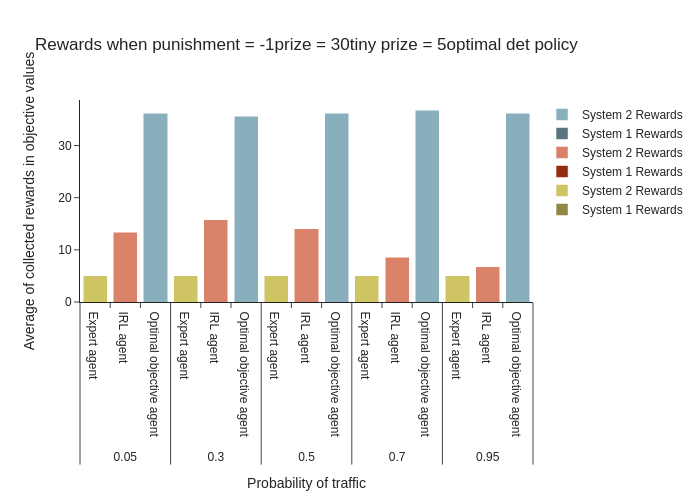 Rewards when punishment = -1prize = 30tiny prize = 5optimal det policy
Average of collected rewards in objective values
30
20
10
0
System 2 Rewards
System 1 Rewards
System 2 Rewards
System 1 Rewards
System 2 Rewards
System 1 Rewards
Expert agent
IRL agent
Optimal objective agent
Expert agent
IRL agent
Optimal objective agent
Expert agent
IRL agent
Optimal objective agent
Expert agent
IRL agent
Optimal objective agent
Expert agent
IRL agent
Optimal objective agent
0.05
0.3
0.5
0.7
0.95
Probability of traffic